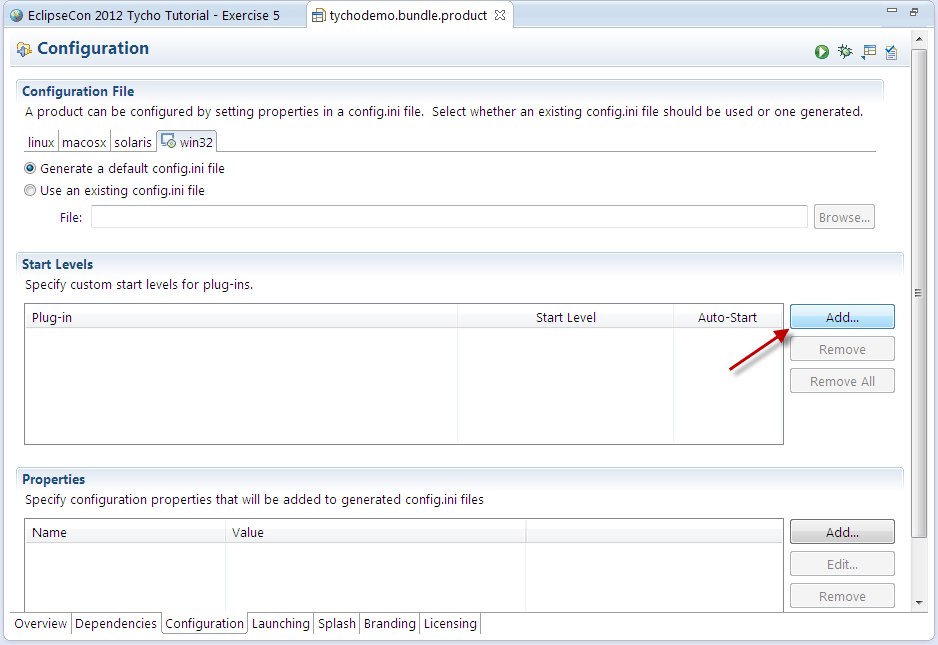 EclipseCon 2012 Tycho Tutorial - Exercise 5 tychodemo.bundle.product
Configuration
Configuration File
A product can be configured by setting properties in a config.ini file. Select whether an existing config.ini file should be used or one generated.
linux macosx solaris win32
Generate a default config.ini file
Use an existing config.ini file
File: Browse...
Start Levels
Specify custom start levels for plug-ins.
Plug-in Start Level Auto-Start Add...
Remove
Remove All
Properties
Specify configuration properties that will be added to generated config.ini files
Name Value Add...
Edit...
Remove
Overview Dependencies Configuration Launching Splash Branding Licensing